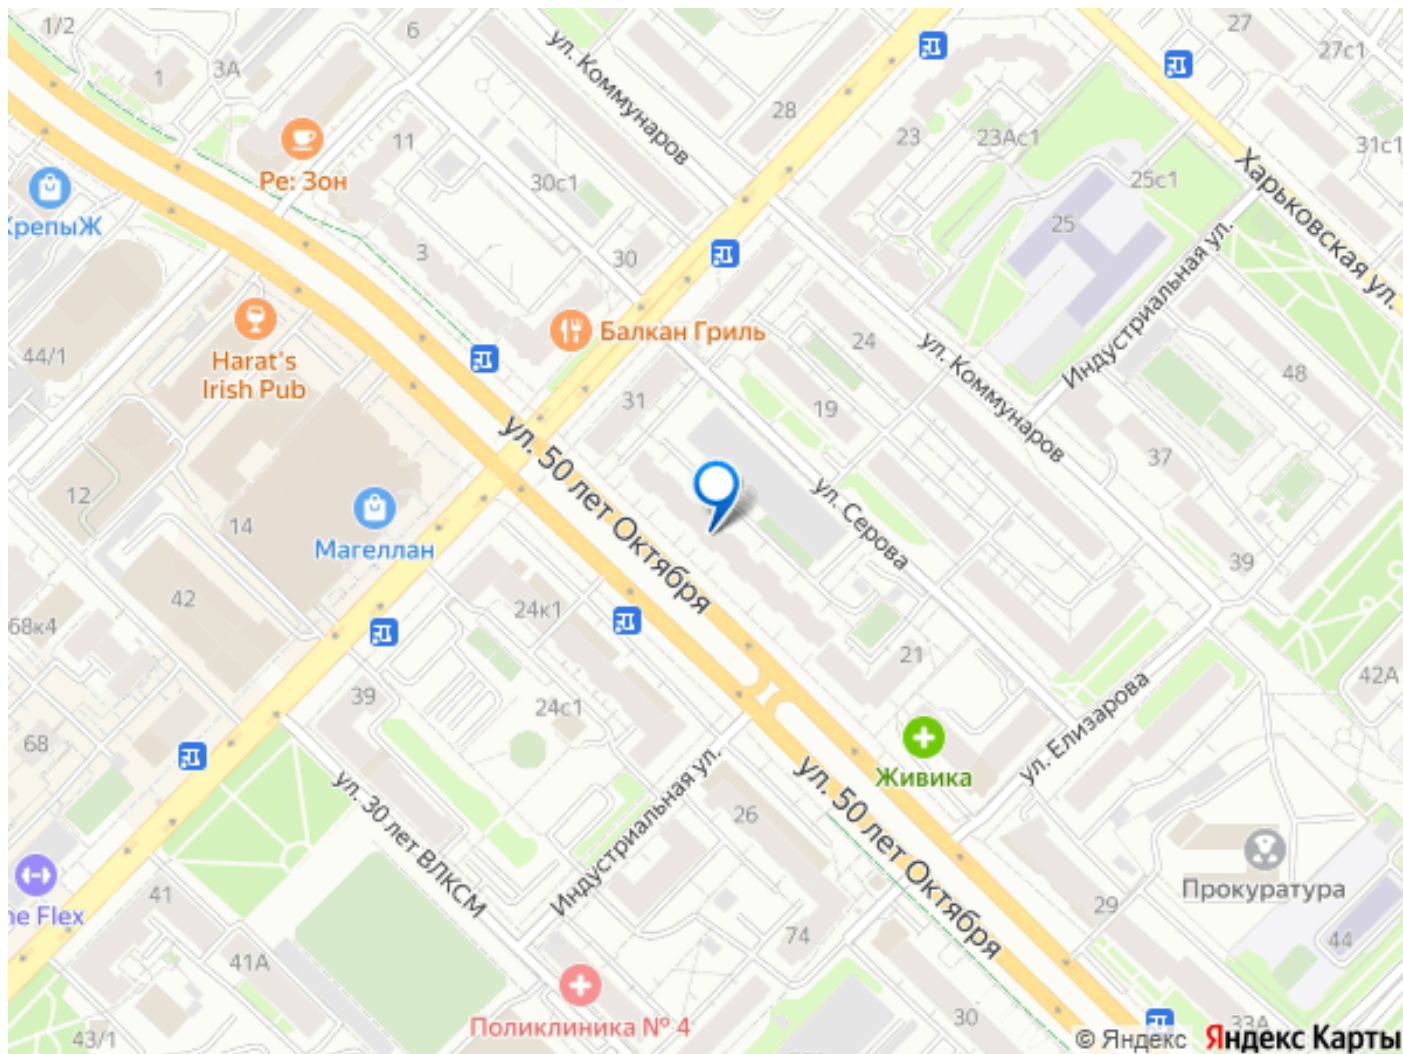 1/2
6
27
27с1
3А
1
ул. Коммунаров
28
11
23
23Ас1
31с1
Ре: Зон
30с1
25с1
Харьковская ул.
КрепыЖ
3
30
25
Индустриальная ул.
Балкан Гриль
24
ул. Коммунаров
44/1
Harat's
Irish Pub
31
19
48
ул. 50 лет Октября
37
12
14
Магеллан
ул. Серова
39
42
24к1
68к4
21
42А
39
24с1
68
Живика
ул. Елизарова
ул. 30 лет ВЛКСМ
Индустриальная ул.
26
ул. 50 лет Октября
Прокуратура
ne Flex
41
29
74
44
41А
Поликлиника № 4
30
33А
43/1
© Яндекс Яндекс Карты